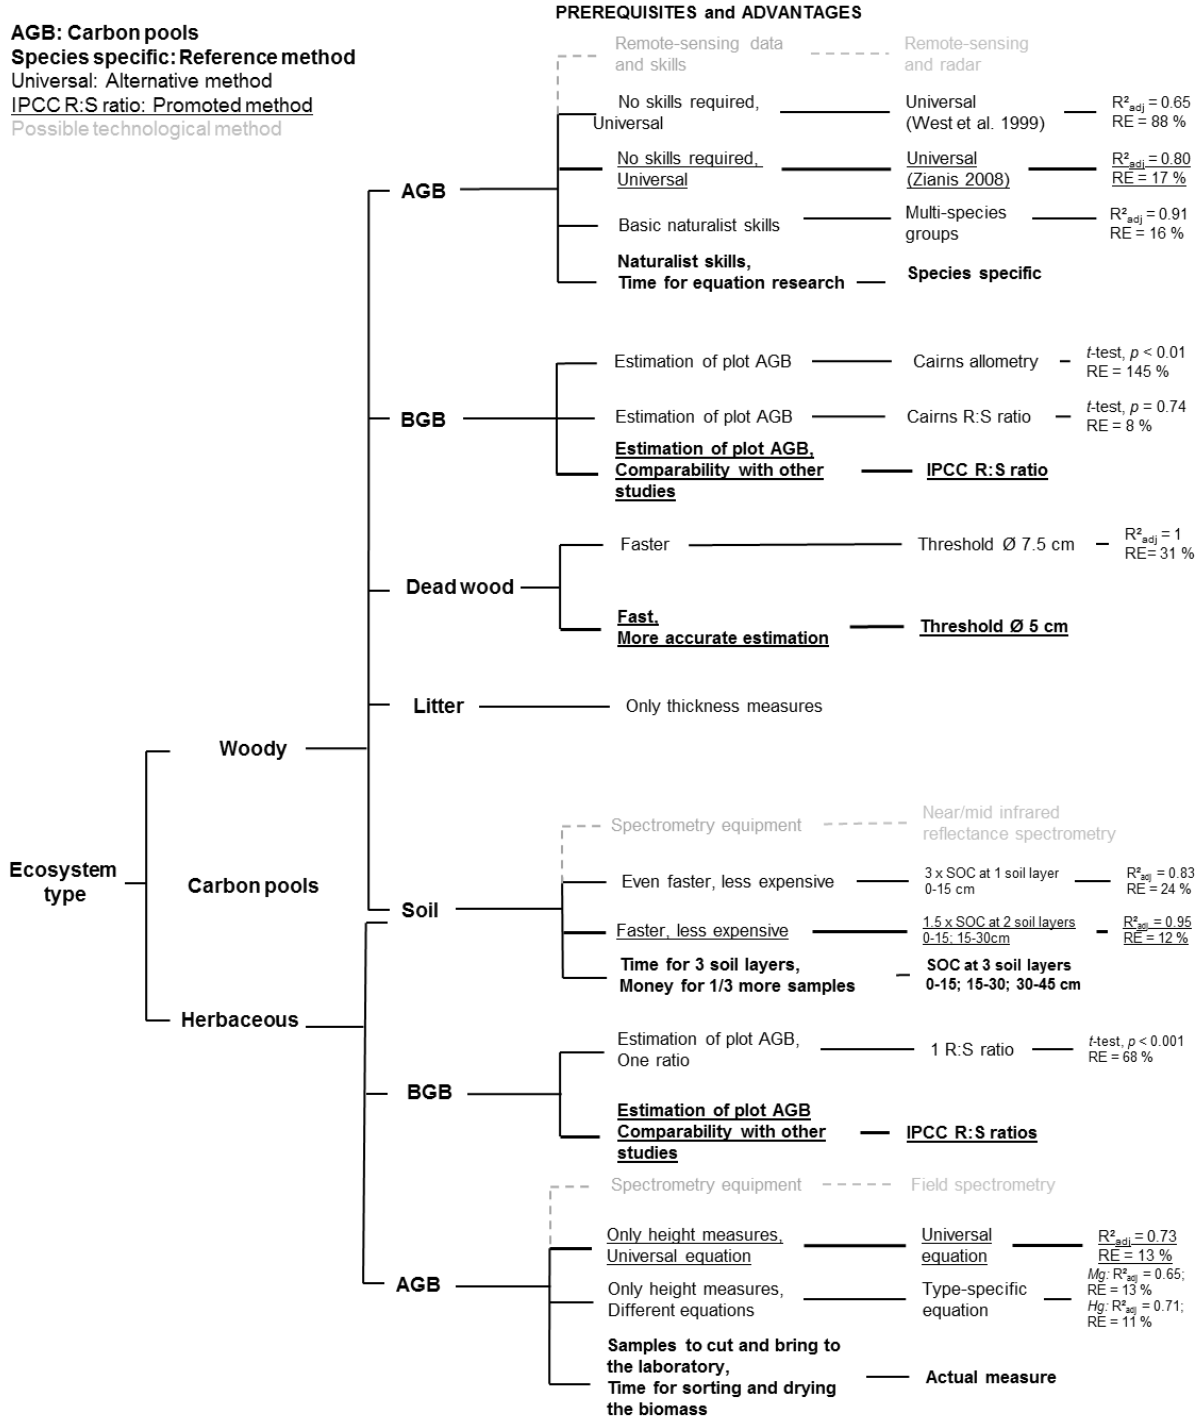 PREREQUISITES and ADVANTAGES
AGB: Carbon pools
Species specific: Reference method
Universal: Alternative method
IPCC R:S ratio: Promoted method
Possible technological method
Ecosystem
type
Carbon pools
Woody
AGB
Remote-sensing data
and skills
Remote-sensing
and radar
No skills required,
Universal
Universal
(West et al. 1999)
R²adj = 0.65
RE = 88 %
No skills required,
Universal
Universal
(Zianis 2008)
R²adj = 0.80
RE = 17 %
Basic naturalist skills
Multi-species
groups
R²adj = 0.91
RE = 16 %
Naturalist skills,
Time for equation research
Species specific
BGB
Estimation of plot AGB
Cairns allometry
t-test, p < 0.01
RE = 145 %
Estimation of plot AGB
Cairns R:S ratio
t-test, p = 0.74
RE = 8 %
Estimation of plot AGB,
Comparability with other
studies
IPCC R:S ratio
Dead wood
Faster
Threshold Ø 7.5 cm
R²adj = 1
RE= 31 %
Fast,
More accurate estimation
Threshold Ø 5 cm
Litter
Only thickness measures
Soil
Spectrometry equipment
Near/mid infrared
reflectance spectrometry
Even faster, less expensive
3 x SOC at 1 soil layer
0-15 cm
R²adj = 0.83
RE = 24 %
Faster, less expensive
1.5 x SOC at 2 soil layers
0-15; 15-30cm
R²adj = 0.95
RE = 12 %
Time for 3 soil layers,
Money for 1/3 more samples
SOC at 3 soil layers
0-15; 15-30; 30-45 cm
Herbaceous
BGB
Estimation of plot AGB,
One ratio
1 R:S ratio
t-test, p < 0.001
RE = 68 %
Estimation of plot AGB
Comparability with other
studies
IPCC R:S ratios
AGB
Spectrometry equipment
Field spectrometry
Only height measures,
Universal equation
Universal
equation
R²adj = 0.73
RE = 13 %
Only height measures,
Different equations
Type-specific
equation
Mg: R²adj = 0.65;
RE = 13 %
Hg: R²adj = 0.71;
RE = 11 %
Samples to cut and bring to
the laboratory,
Time for sorting and drying
the biomass
Actual measure